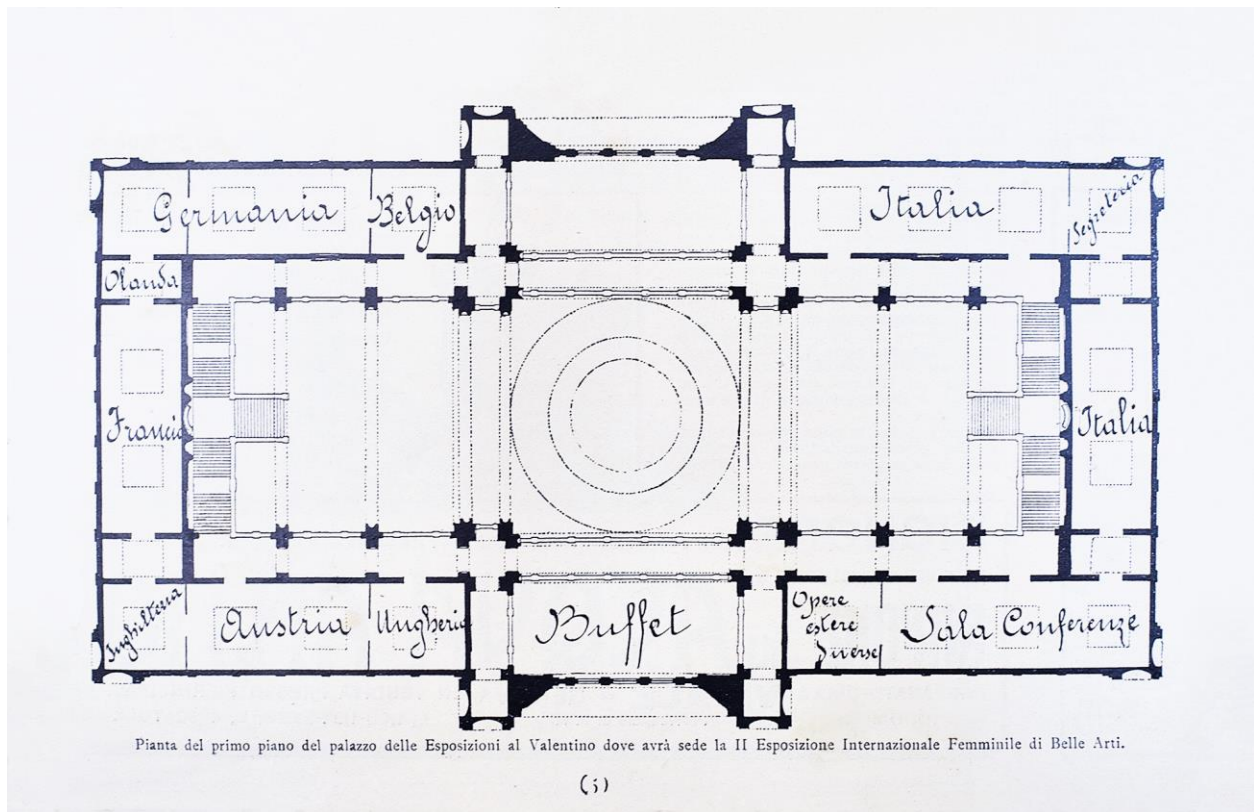 Germania
Belgio
Italia
Segreteria
Olanda
Francia
Italia
Inghilterra
Austria
Ungheria
Buffet
Opere
estere
diverse
Sala Conferenze
Pianta del primo piano del palazzo delle Esposizioni al Valentino dove avrà sede la II Esposizione Internazionale Femminile di Belle Arti.